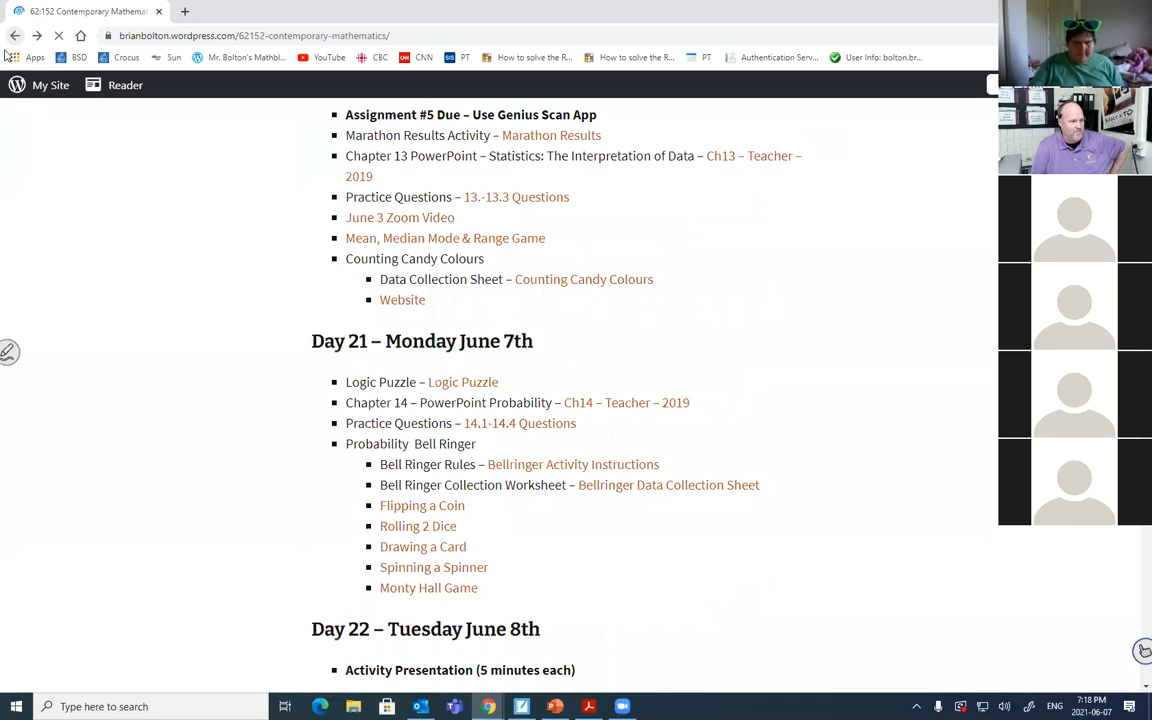 62:152 Contemporary Mathemat
brianbolton.wordpress.com/62152-contemporary-mathematics/
Apps BSD Crocus Sun Mr. Bolton's Mathbl... YouTube CBC CNN PT How to solve the R... How to solve the R... PT Authentication Serv... User Info: bolton.br...
My Site Reader
Assignment #5 Due – Use Genius Scan App
Marathon Results Activity – Marathon Results
Chapter 13 PowerPoint – Statistics: The Interpretation of Data – Ch13 – Teacher –
2019
Practice Questions – 13.-13.3 Questions
June 3 Zoom Video
Mean, Median Mode & Range Game
Counting Candy Colours
Data Collection Sheet – Counting Candy Colours
Website
Day 21 – Monday June 7th
Logic Puzzle – Logic Puzzle
Chapter 14 – PowerPoint Probability – Ch14 – Teacher – 2019
Practice Questions – 14.1-14.4 Questions
Probability Bell Ringer
Bell Ringer Rules – Bellringer Activity Instructions
Bell Ringer Collection Worksheet – Bellringer Data Collection Sheet
Flipping a Coin
Rolling 2 Dice
Drawing a Card
Spinning a Spinner
Monty Hall Game
Day 22 – Tuesday June 8th
Activity Presentation (5 minutes each)
Type here to search
ENG
7:18 PM
2021-06-07